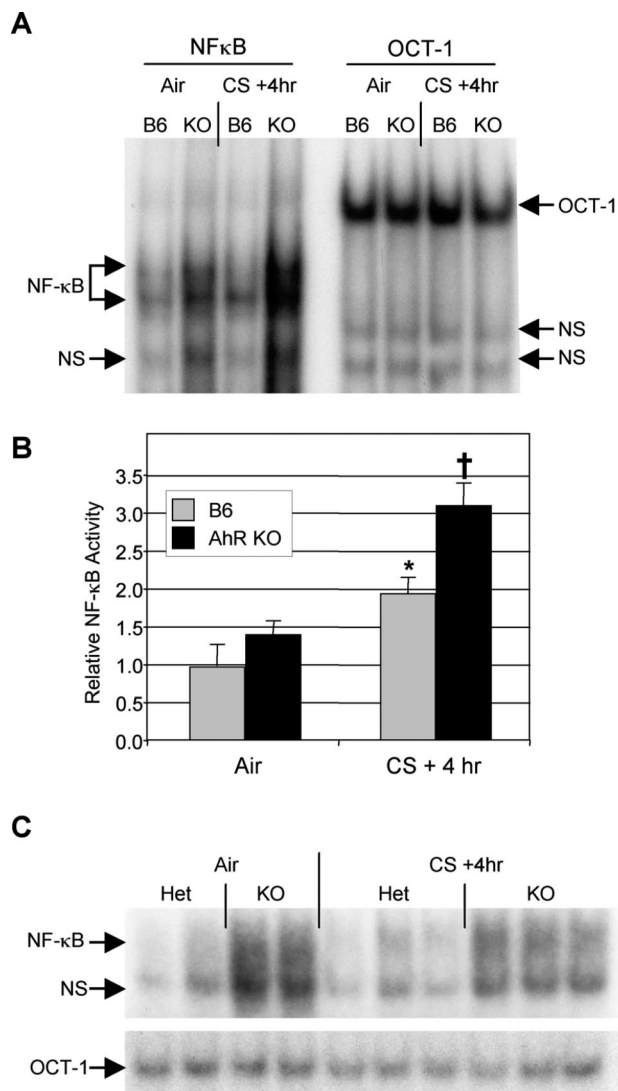 A
NFκB OCT-1
Air CS +4hr Air CS +4hr
B6 KO B6 KO B6 KO B6 KO
OCT-1
NF-κB
NS
NS
NS
B
Relative NF-κB Activity
3.5
3.0
2.5
2.0
1.5
1.0
0.5
0.0
B6
AhR KO
*
†
Air CS + 4 hr
C
Air CS +4hr
Het KO Het KO
NF-κB
NS
OCT-1